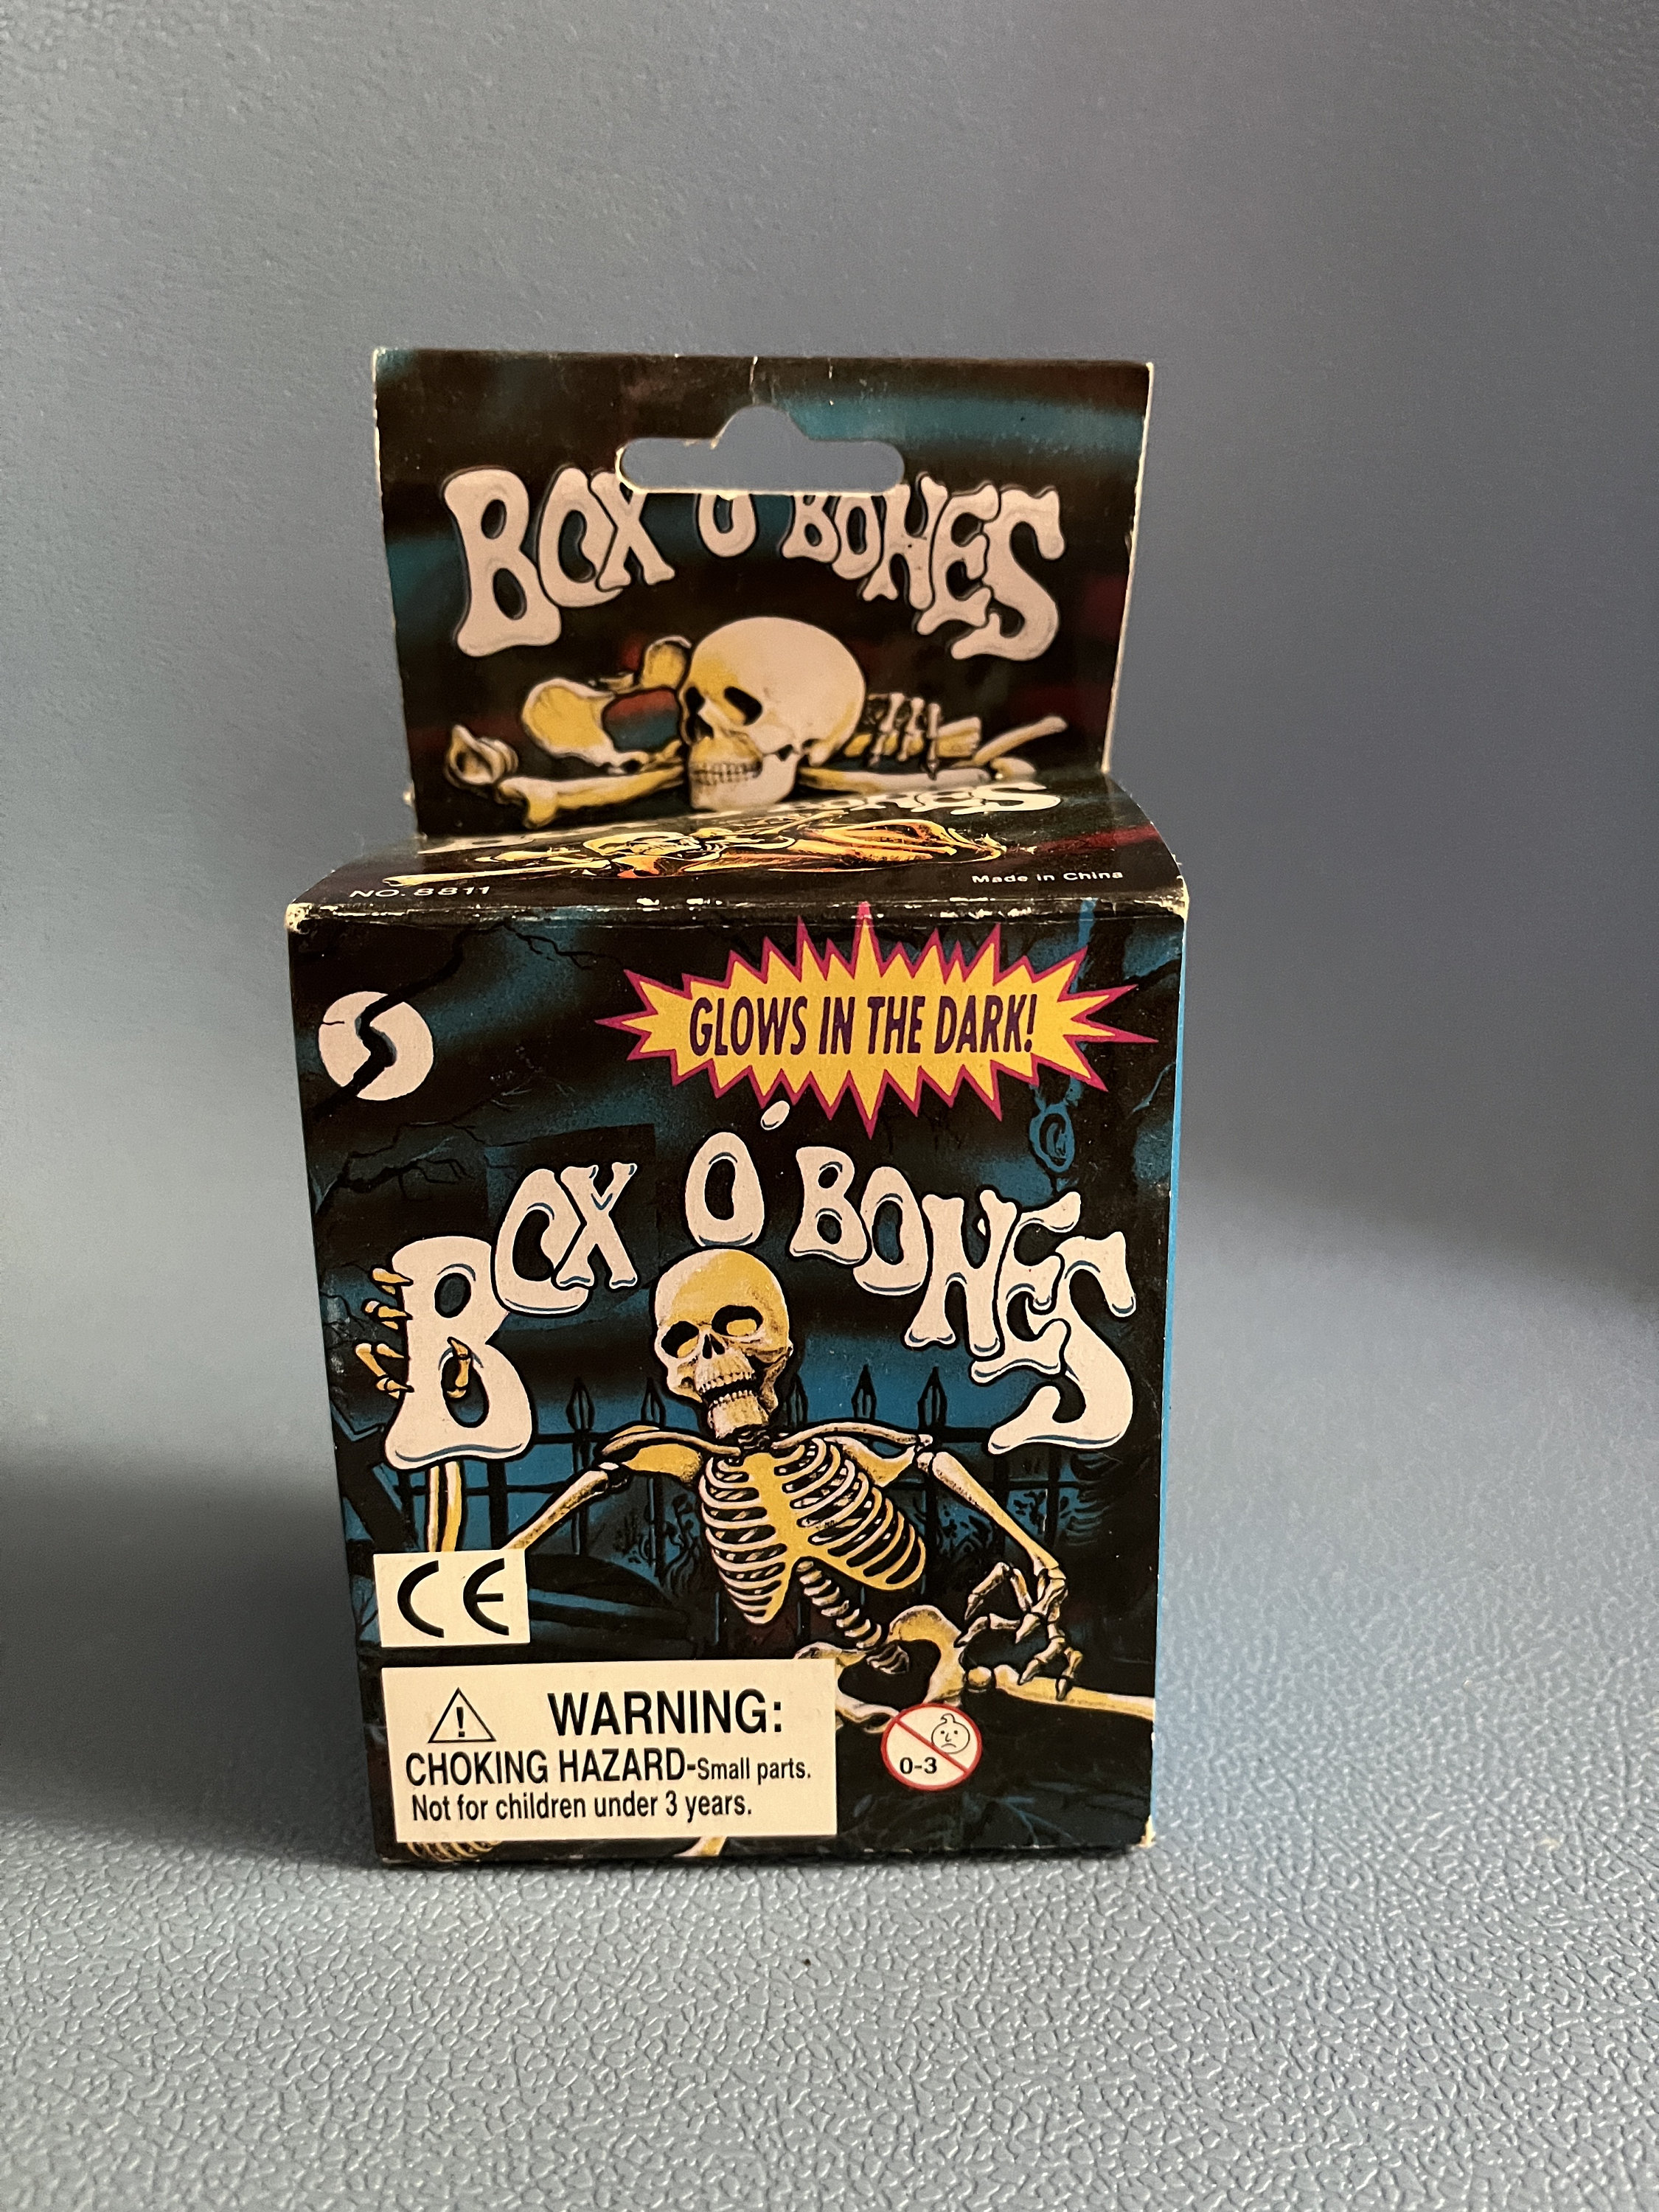 BOX O BONES
BONES
NO. 8811
Made in China
GLOWS IN THE DARK!
BOX O' BONES
CE
WARNING:
CHOKING HAZARD-Small parts.
Not for children under 3 years.
0-3